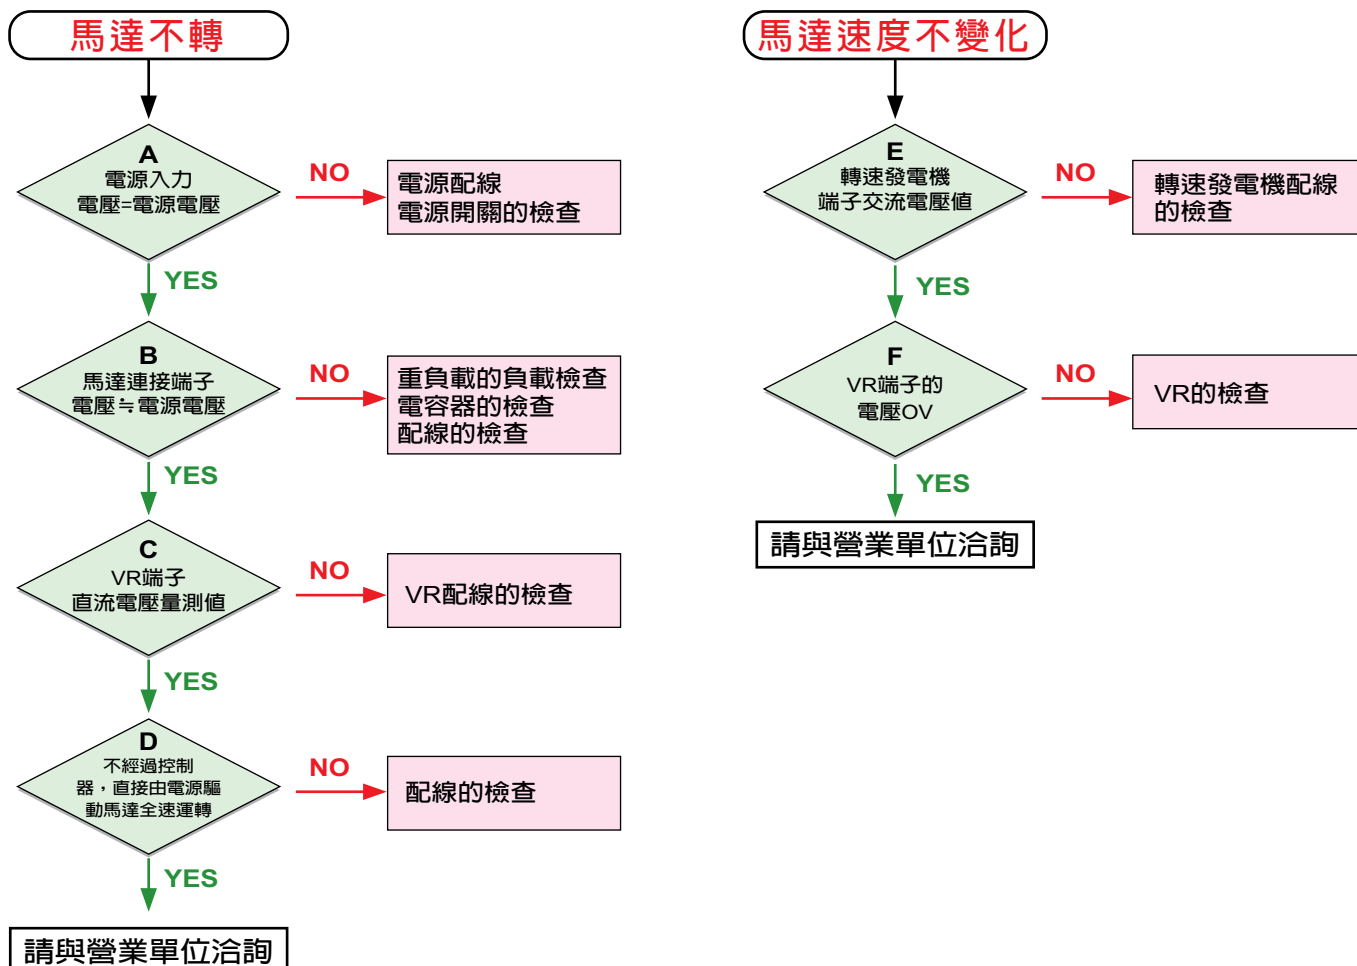 馬達不轉
A
電源入力
電壓=電源電壓
NO
電源配線
電源開關的檢查
YES
B
馬達連接端子
電壓≒電源電壓
NO
重負載的負載檢查
電容器的檢查
配線的檢查
YES
C
VR端子
直流電壓量測值
NO
VR配線的檢查
YES
D
不經過控制
器，直接由電源驅
動馬達全速運轉
NO
配線的檢查
YES
請與營業單位洽詢
馬達速度不變化
E
轉速發電機
端子交流電壓值
NO
轉速發電機配線
的檢查
YES
F
VR端子的
電壓OV
NO
VR的檢查
YES
請與營業單位洽詢